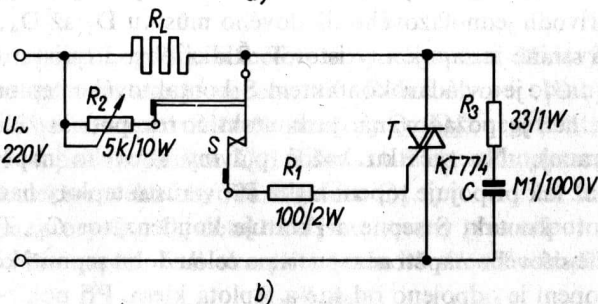 R_L
R_2
5k/10W
U~
220V
S
R_1
100/2W
T
KT774
R_3
33/1W
C
M1/1000V
b)